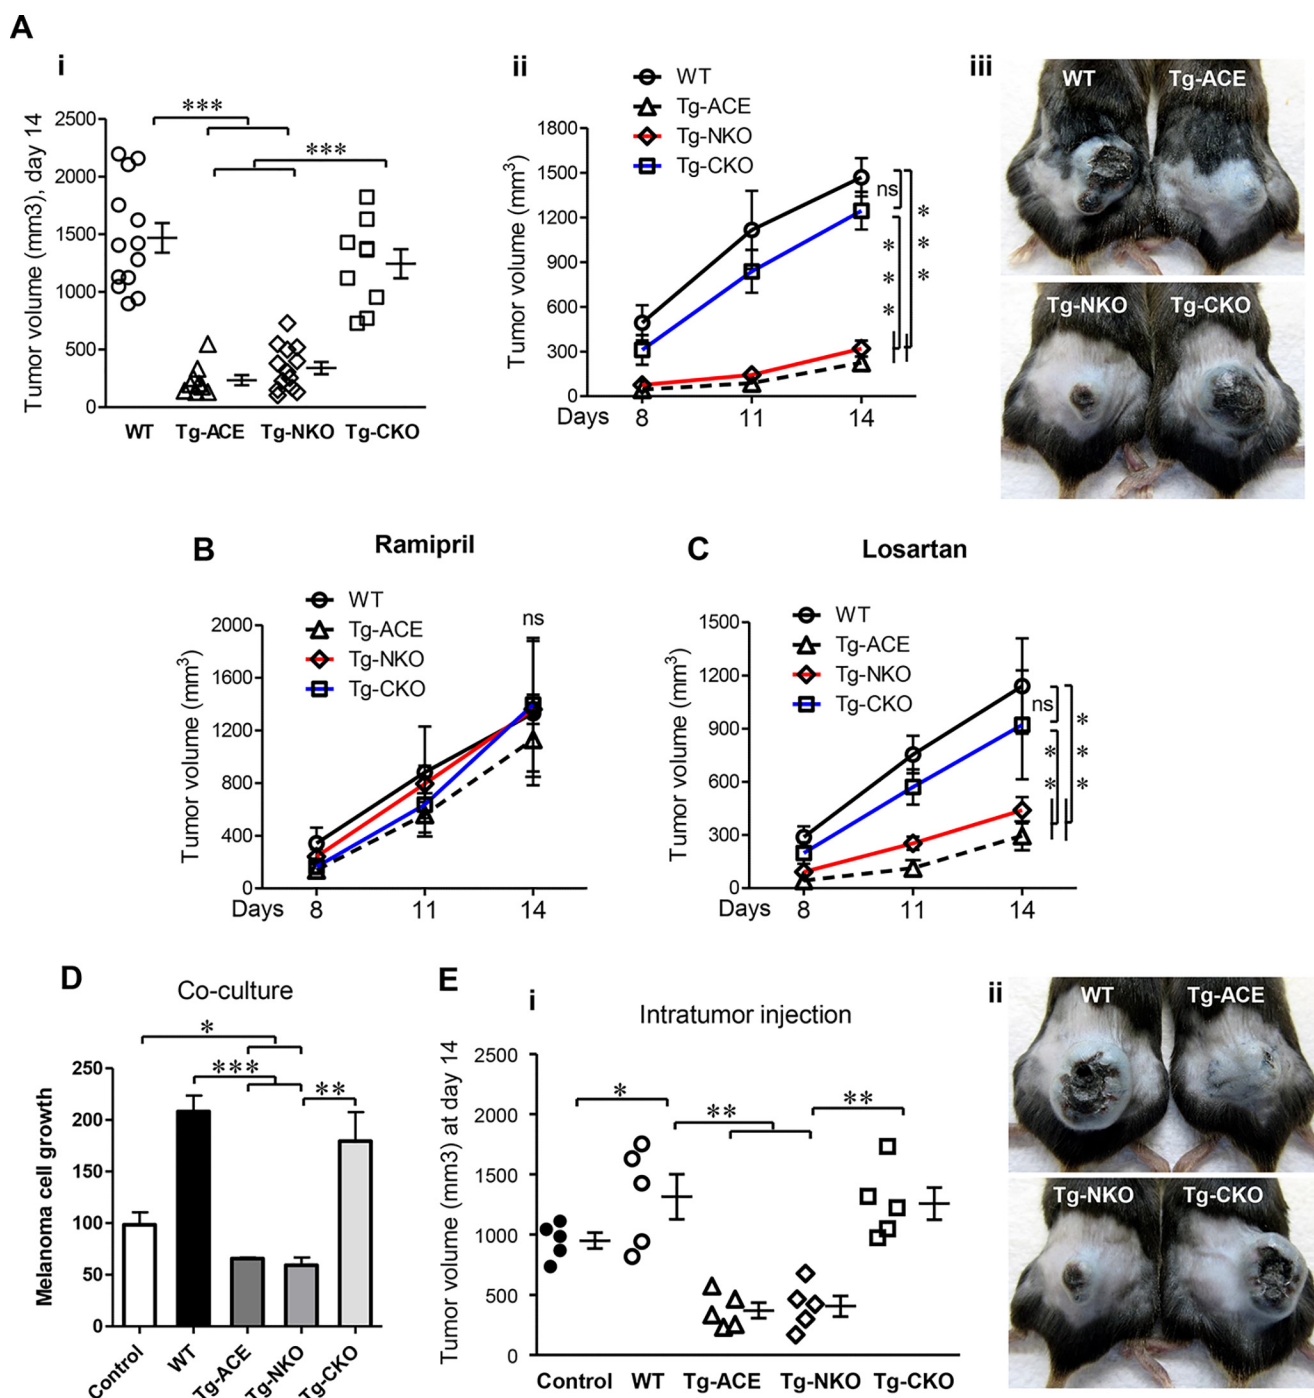 A
i
Tumor volume (mm3), day 14
2500
2000
1500
1000
500
0
***
***
WT Tg-ACE Tg-NKO Tg-CKO
ii
WT
Tg-ACE
Tg-NKO
Tg-CKO
Tumor volume (mm³)
1800
1500
1200
900
600
300
0
ns
***
***
Days 8 11 14
iii
WT Tg-ACE
Tg-NKO Tg-CKO
B Ramipril
WT
Tg-ACE
Tg-NKO
Tg-CKO
ns
Tumor volume (mm³)
2000
1600
1200
800
400
0
Days 8 11 14
C Losartan
WT
Tg-ACE
Tg-NKO
Tg-CKO
Tumor volume (mm³)
1500
1200
900
600
300
0
ns
**
***
Days 8 11 14
D
Co-culture
Melanoma cell growth
250
200
150
100
50
0
*
***
**
Control WT Tg-ACE Tg-NKO Tg-CKO
E
i
Intratumor injection
Tumor volume (mm3) at day 14
2500
2000
1500
1000
500
0
*
**
**
Control WT Tg-ACE Tg-NKO Tg-CKO
ii
WT Tg-ACE
Tg-NKO Tg-CKO